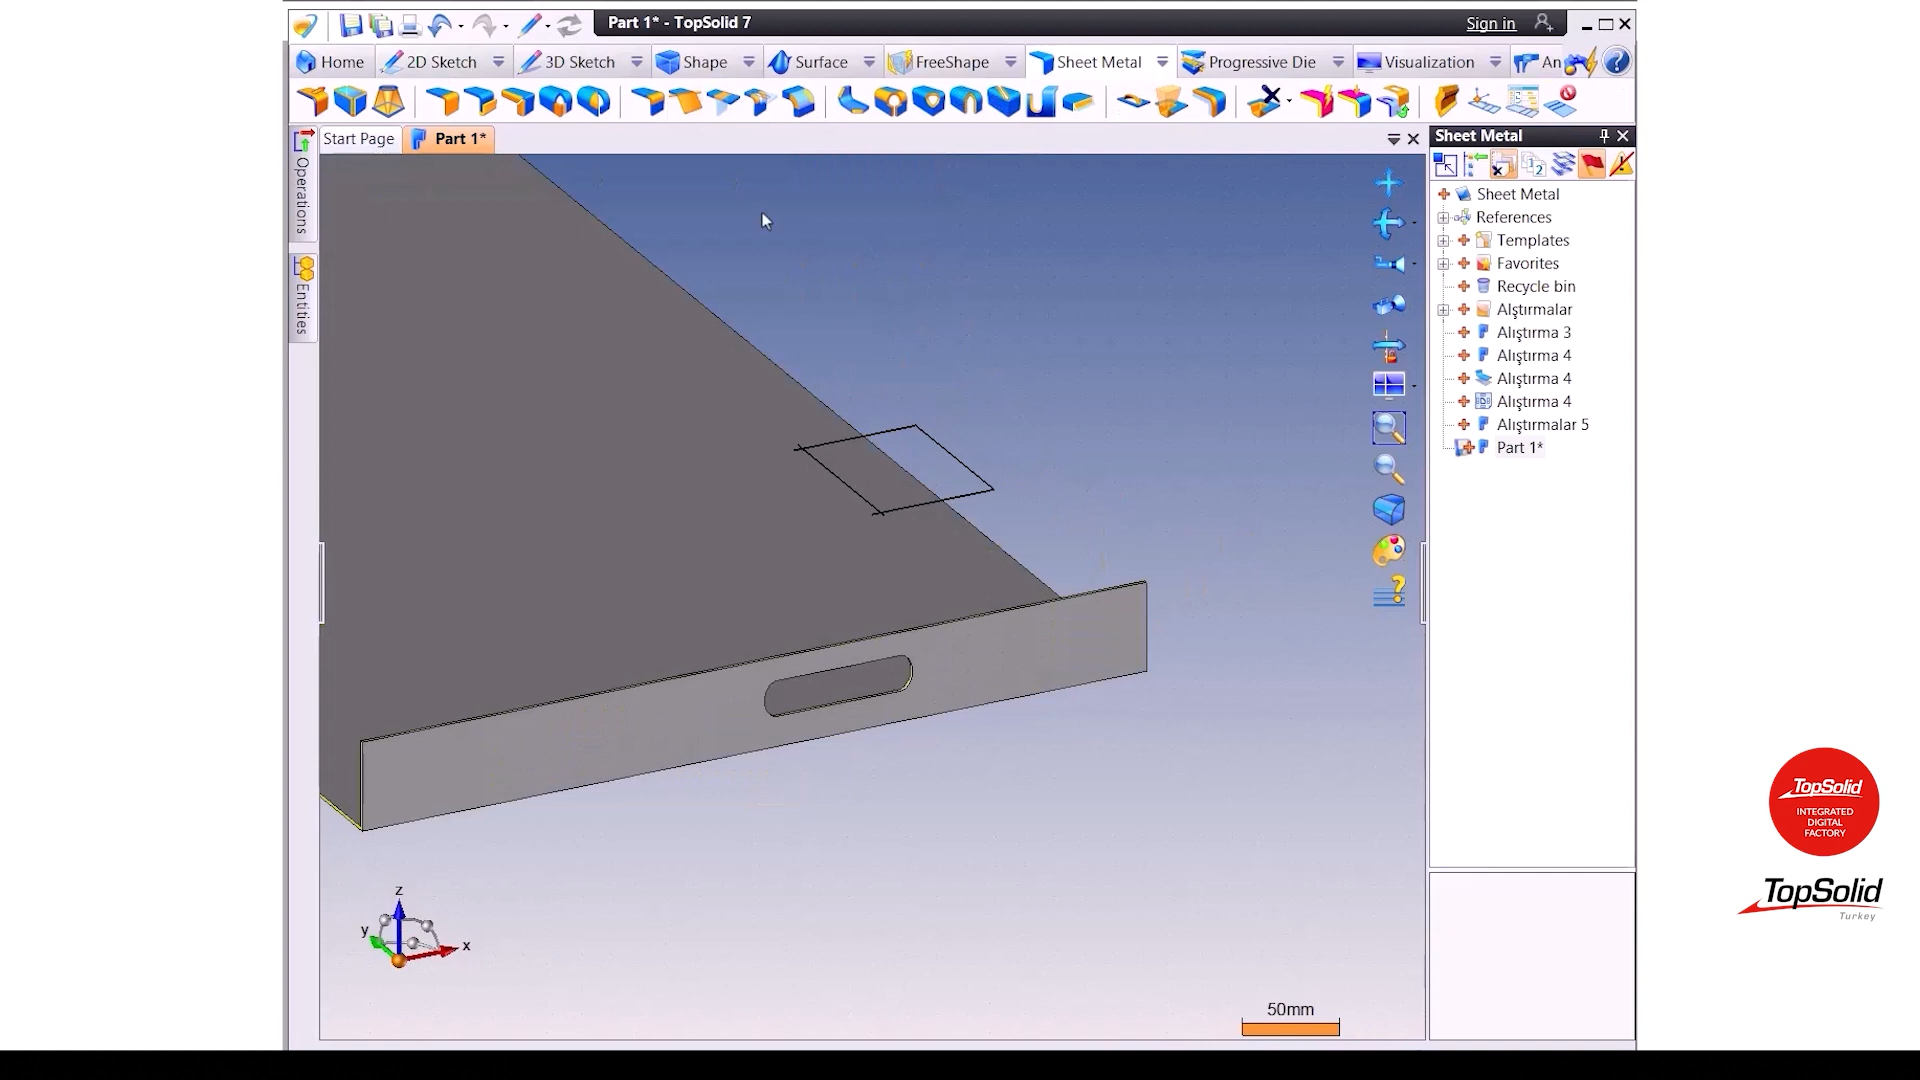 Part 1* - TopSolid 7
Sign in
Home
2D Sketch
3D Sketch
Shape
Surface
FreeShape
Sheet Metal
Progressive Die
Visualization
An
Start Page
Part 1*
Operations
Entities
Sheet Metal
Sheet Metal
References
Templates
Favorites
Recycle bin
Alştırmalar
Alıştırma 3
Alıştırma 4
Alıştırma 4
Alıştırma 4
Alıştırmalar 5
Part 1*
z
y
x
50mm
TopSolid
INTEGRATED
DIGITAL
FACTORY
TopSolid
Turkey